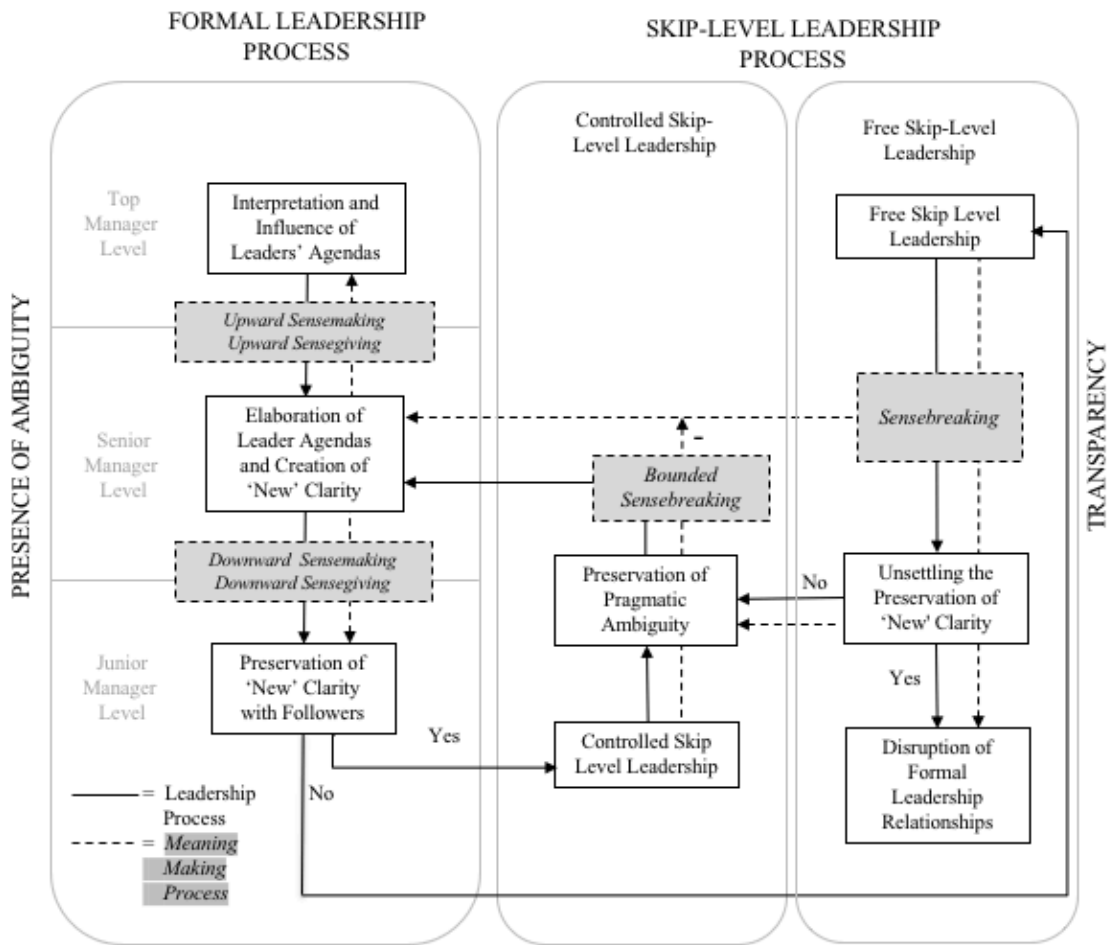 FORMAL LEADERSHIP
PROCESS
SKIP-LEVEL LEADERSHIP
PROCESS
PRESENCE OF AMBIGUITY
TRANSPARENCY
Top
Manager
Level
Interpretation and
Influence of
Leaders' Agendas
Upward Sensemaking
Upward Sensegiving
Senior
Manager
Level
Elaboration of
Leader Agendas
and Creation of
'New' Clarity
Downward Sensemaking
Downward Sensegiving
Junior
Manager
Level
Preservation of
'New' Clarity
with Followers
Yes
No
= Leadership
Process
= Meaning
Making
Process
Controlled Skip-
Level Leadership
-
Bounded
Sensebreaking
Preservation of
Pragmatic
Ambiguity
Controlled Skip
Level Leadership
Free Skip-Level
Leadership
Free Skip Level
Leadership
Sensebreaking
No
Unsettling the
Preservation of
'New' Clarity
Yes
Disruption of
Formal
Leadership
Relationships